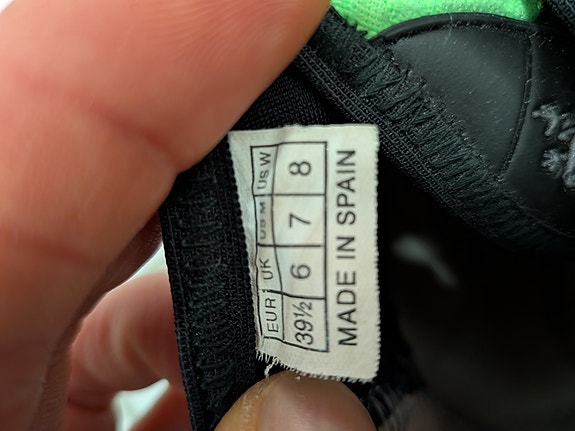 US W 8
US M 7
UK 6
EUR 39½
MADE IN SPAIN